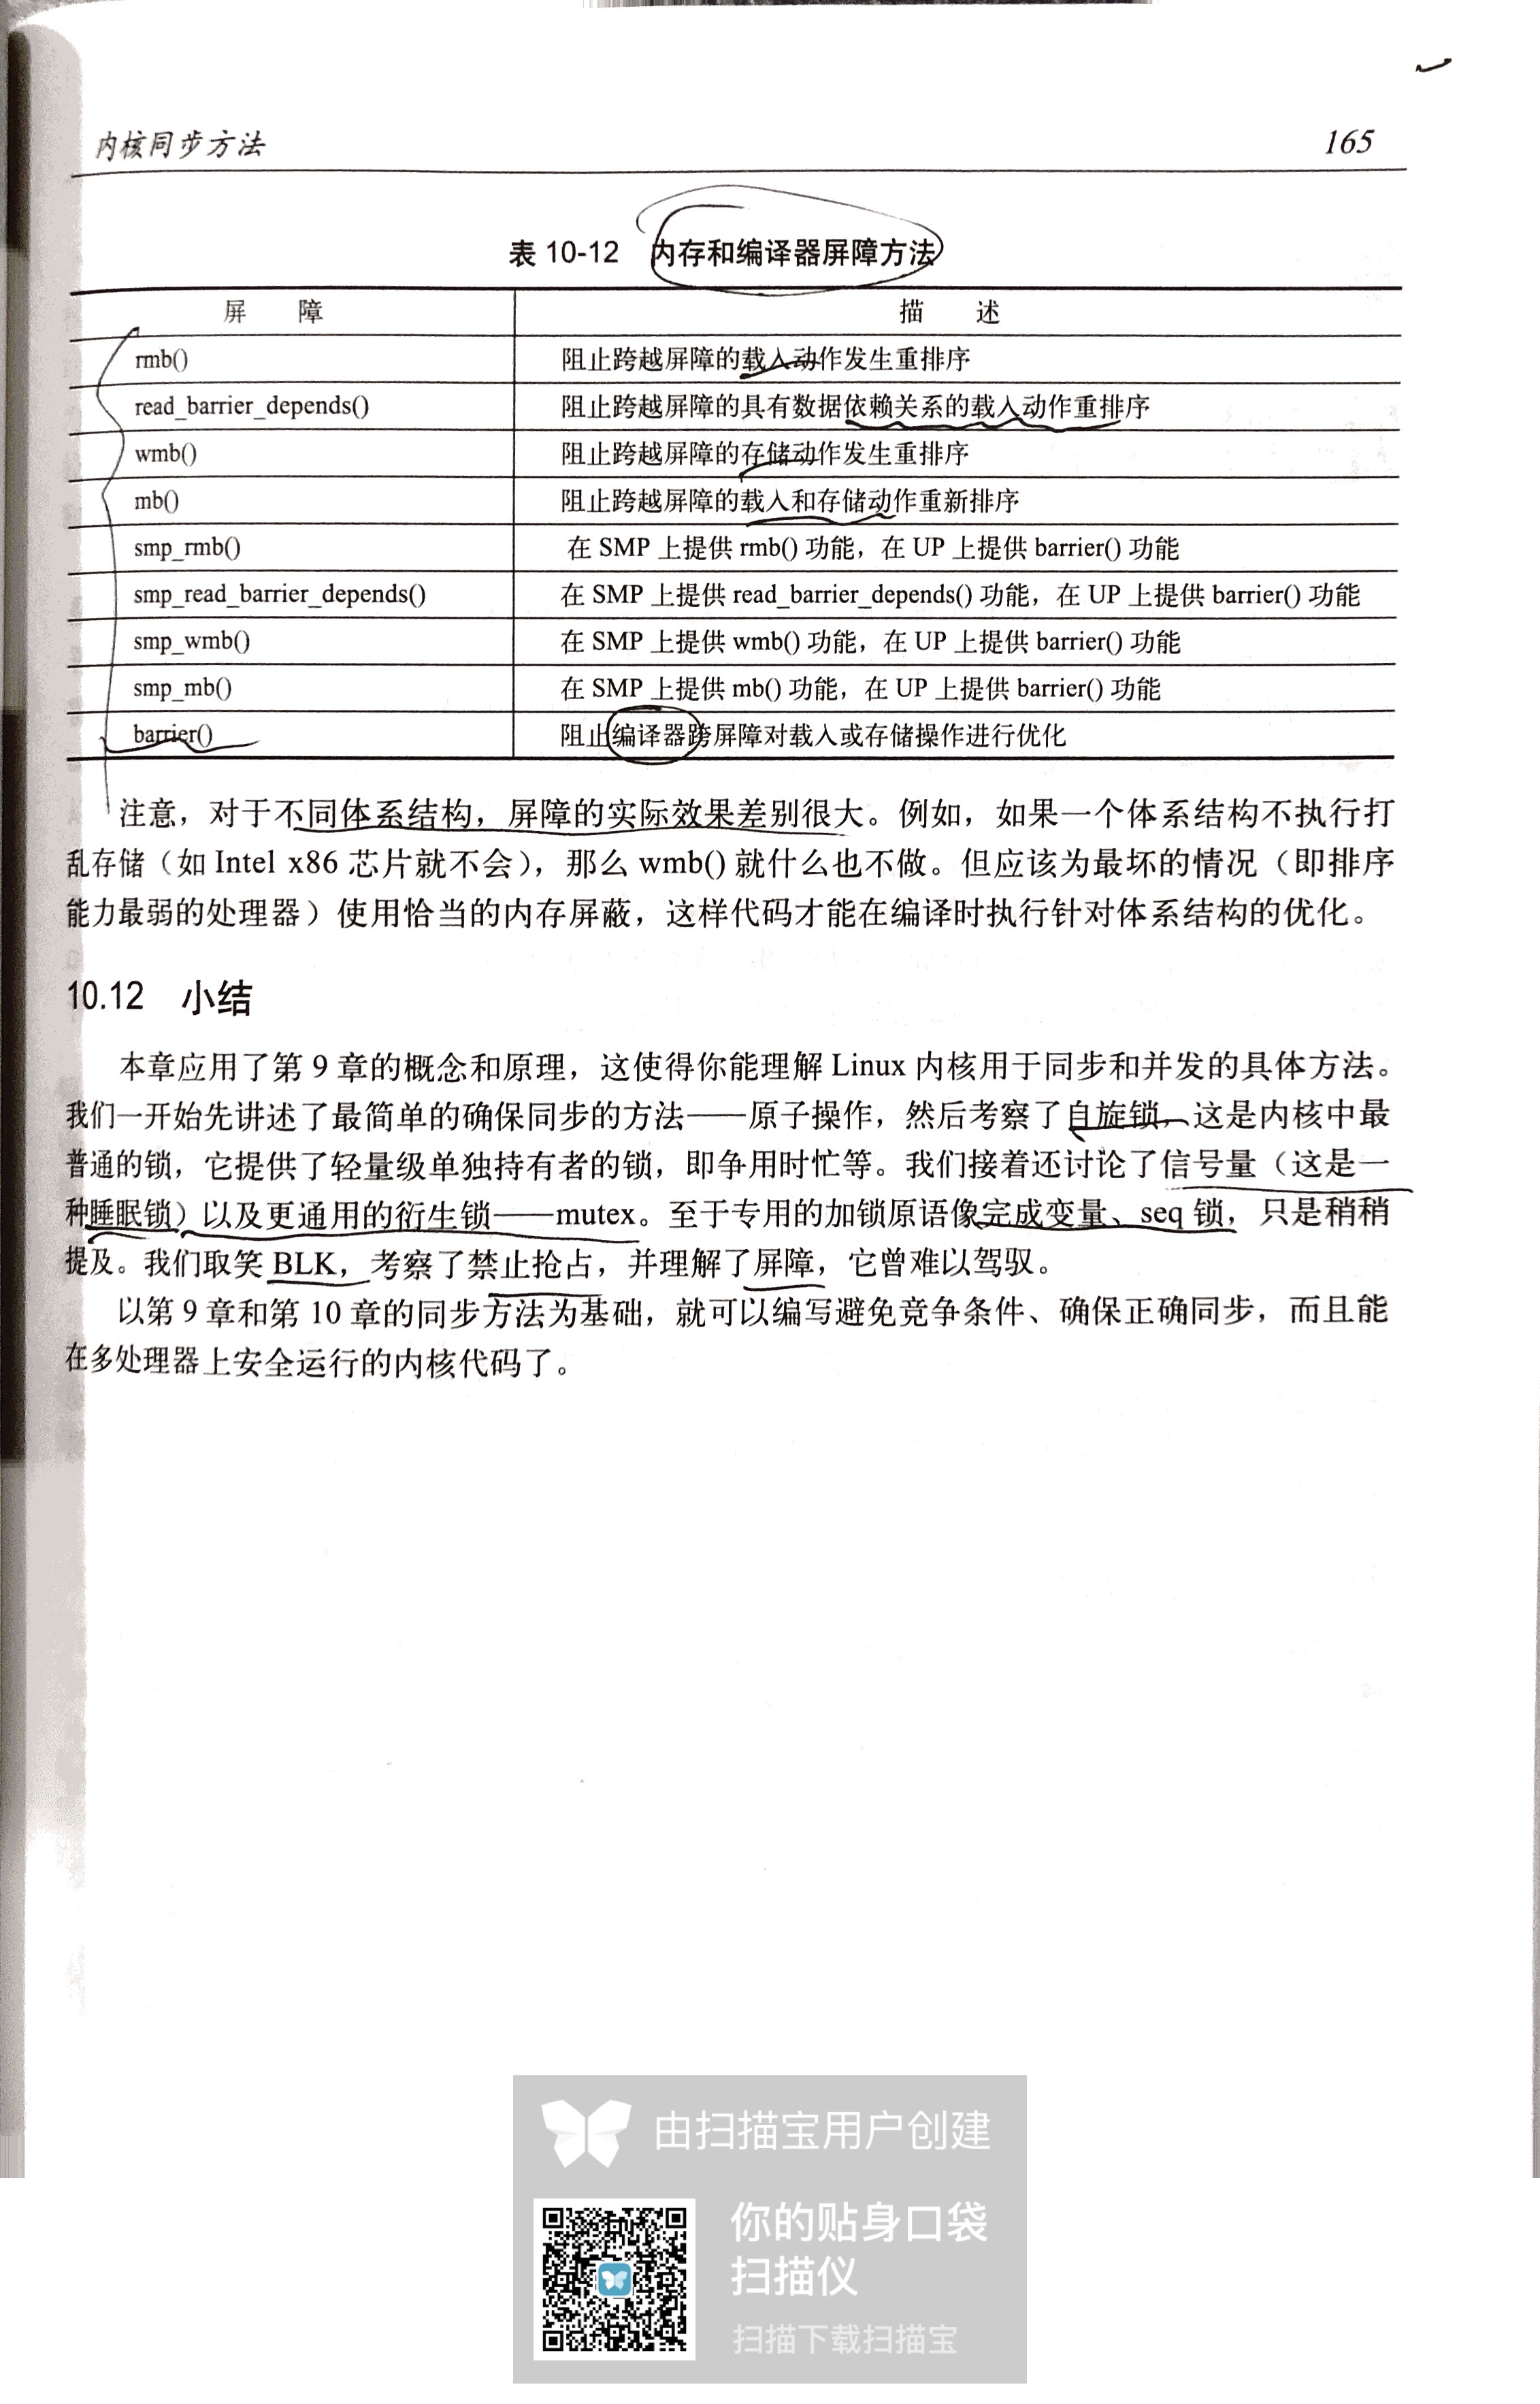 内核同步方法 165
表 10-12 内存和编译器屏障方法
屏 障 描 述
rmb() 阻止跨越屏障的载入动作发生重排序
read_barrier_depends() 阻止跨越屏障的具有数据依赖关系的载入动作重排序
wmb() 阻止跨越屏障的存储动作发生重排序
mb() 阻止跨越屏障的载入和存储动作重新排序
smp_rmb() 在 SMP 上提供 rmb() 功能，在 UP 上提供 barrier() 功能
smp_read_barrier_depends() 在 SMP 上提供 read_barrier_depends() 功能，在 UP 上提供 barrier() 功能
smp_wmb() 在 SMP 上提供 wmb() 功能，在 UP 上提供 barrier() 功能
smp_mb() 在 SMP 上提供 mb() 功能，在 UP 上提供 barrier() 功能
barrier() 阻止编译器跨屏障对载入或存储操作进行优化
注意，对于不同体系结构，屏障的实际效果差别很大。例如，如果一个体系结构不执行打
乱存储（如 Intel x86 芯片就不会），那么 wmb() 就什么也不做。但应该为最坏的情况（即排序
能力最弱的处理器）使用恰当的内存屏蔽，这样代码才能在编译时执行针对体系结构的优化。
10.12 小结
本章应用了第 9 章的概念和原理，这使得你能理解 Linux 内核用于同步和并发的具体方法。
我们一开始先讲述了最简单的确保同步的方法——原子操作，然后考察了自旋锁，这是内核中最
普通的锁，它提供了轻量级单独持有者的锁，即争用时忙等。我们接着还讨论了信号量（这是一
种睡眠锁）以及更通用的衍生锁——mutex。至于专用的加锁原语像完成变量、seq 锁，只是稍稍
提及。我们取笑 BLK，考察了禁止抢占，并理解了屏障，它曾难以驾驭。
以第 9 章和第 10 章的同步方法为基础，就可以编写避免竞争条件、确保正确同步，而且能
在多处理器上安全运行的内核代码了。
由扫描宝用户创建
你的贴身口袋
扫描仪
扫描下载扫描宝